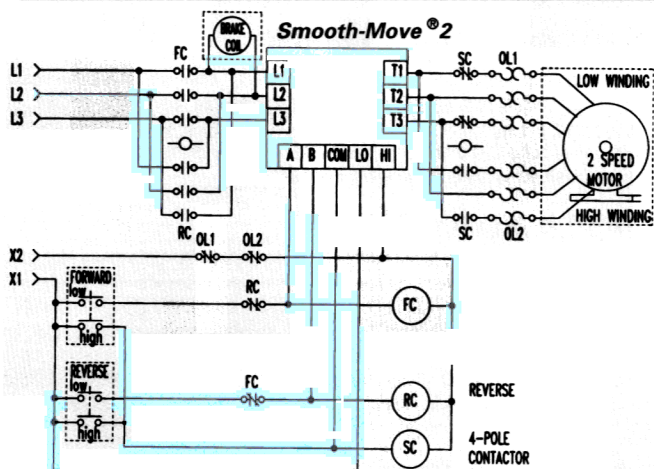 Smooth-Move ® 2
BRAKE
COIL
FC
SC
OL1
L1
L2
L3
L1
L2
L3
T1
T2
T3
LOW WINDING
2 SPEED
MOTOR
HIGH WINDING
A B COM LO HI
RC
SC
OL2
X2
OL1
OL2
X1
FORWARD
low
high
RC
FC
REVERSE
low
high
FC
RC
REVERSE
SC
4-POLE
CONTACTOR